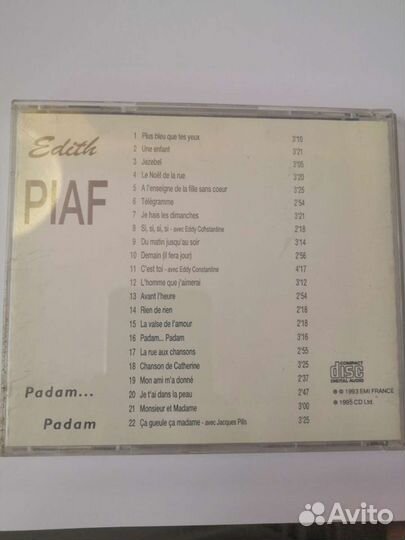 Edith
PIAF
1 Plus bleu que tes yeux 3'10
2 Une enfant 3'21
3 Jezebel 3'05
4 Le Noël de la rue 3'20
5 A l'enseigne de la fille sans coeur 3'25
6 Télégramme 2'54
7 Je hais les dimanches 3'21
8 Si, si, si, si - avec Eddy Constantine 2'18
9 Du matin jusqu'au soir 3'14
10 Demain (il fera jour) 2'56
11 C'est toi - avec Eddy Constantine 4'17
12 L'homme que j'aimerai 3'12
13 Avant l'heure 2'54
14 Rien de rien 2'18
15 La valse de l'amour 2'18
16 Padam... Padam 3'16
17 La rue aux chansons 2'55
18 Chanson de Catherine 3'25
19 Mon ami m'a donné 2'37
20 Je t'ai dans la peau 2'47
21 Monsieur et Madame 3'00
22 Ça gueule ça madame - avec Jacques Pills 3'25
Padam...
Padam
COMPACT
disc
DIGITAL AUDIO
℗ © 1993 EMI FRANCE
℗ 1995 CD Ltd.
Avito